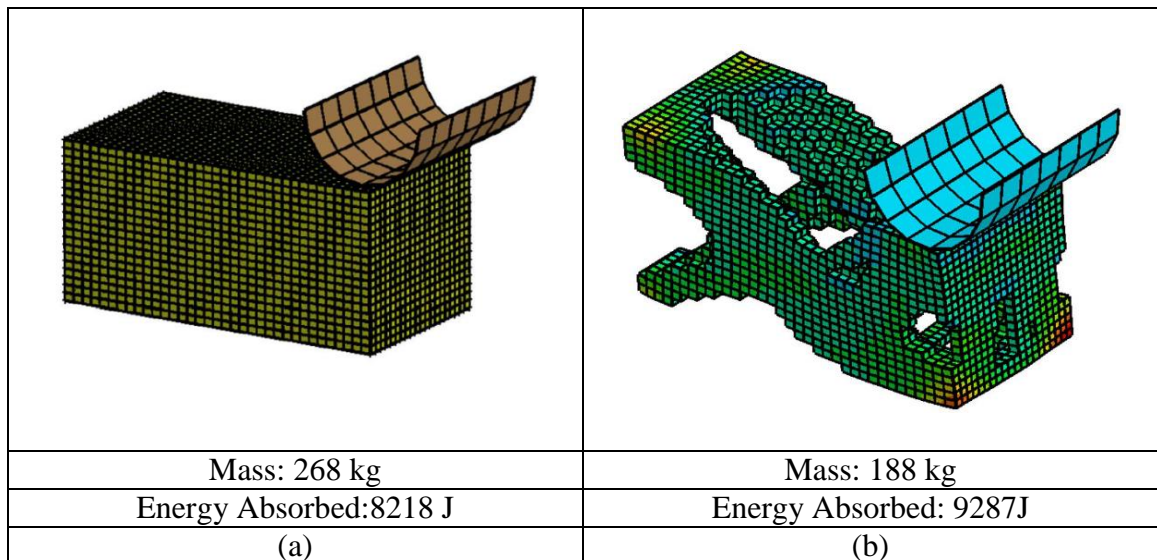 Mass: 268 kg
Mass: 188 kg
Energy Absorbed:8218 J
Energy Absorbed: 9287J
(a)
(b)